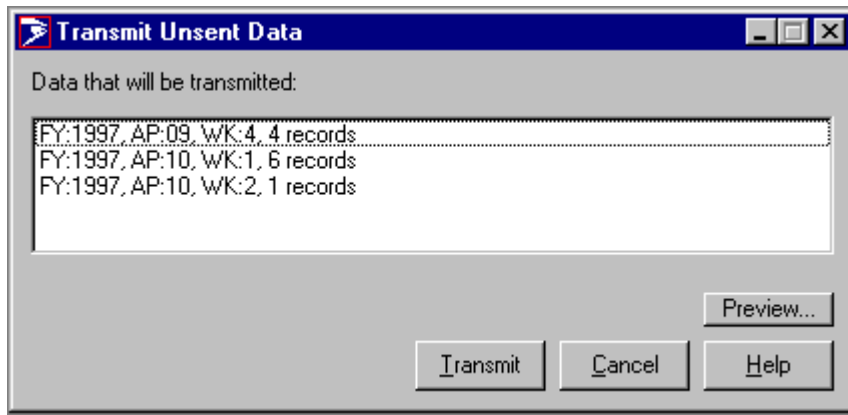 Transmit Unsent Data
Data that will be transmitted:
FY:1997, AP:09, WK:4, 4 records
FY:1997, AP:10, WK:1, 6 records
FY:1997, AP:10, WK:2, 1 records
Preview...
Transmit Cancel Help